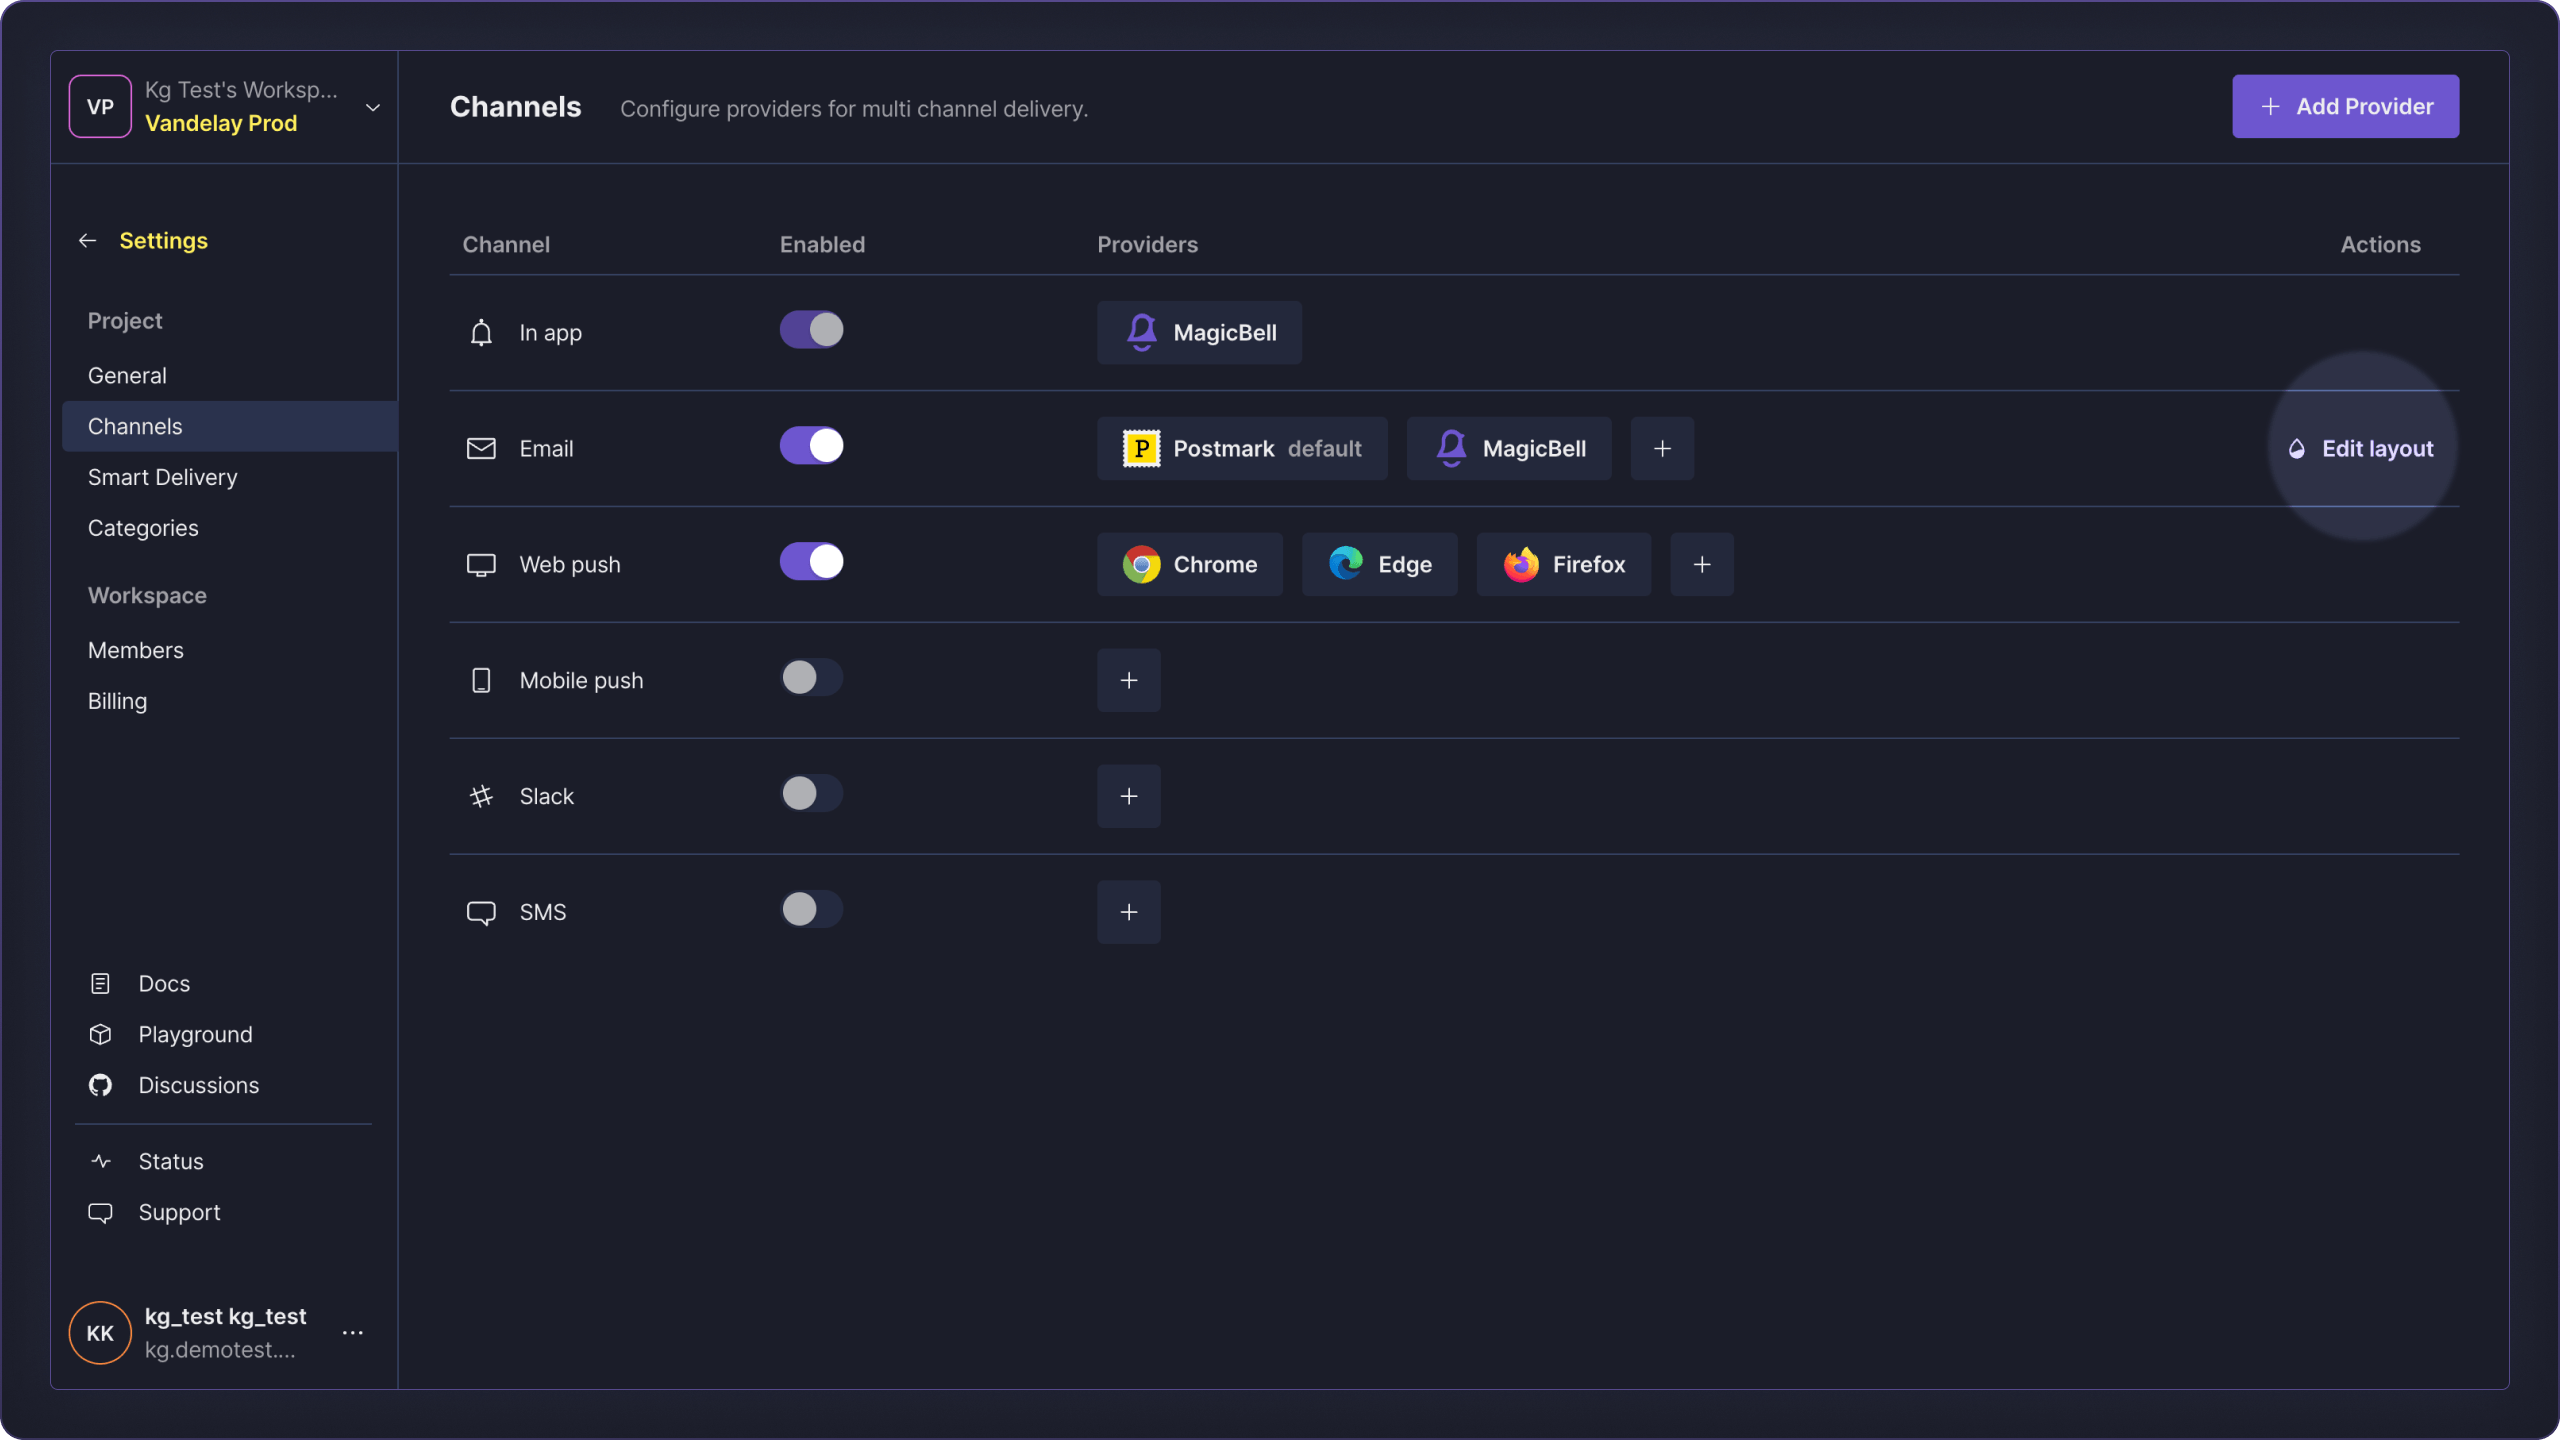 VP
Kg Test's Worksp...
Vandelay Prod
Channels
Configure providers for multi channel delivery.
Add Provider
Settings
Project
General
Channels
Smart Delivery
Categories
Workspace
Members
Billing
Docs
Playground
Discussions
Status
Support
KK
kg_test kg_test
kg.demotest....
Channel Enabled Providers Actions
In app MagicBell
Email P Postmark default MagicBell Edit layout
Web push Chrome Edge Firefox
Mobile push
Slack
SMS